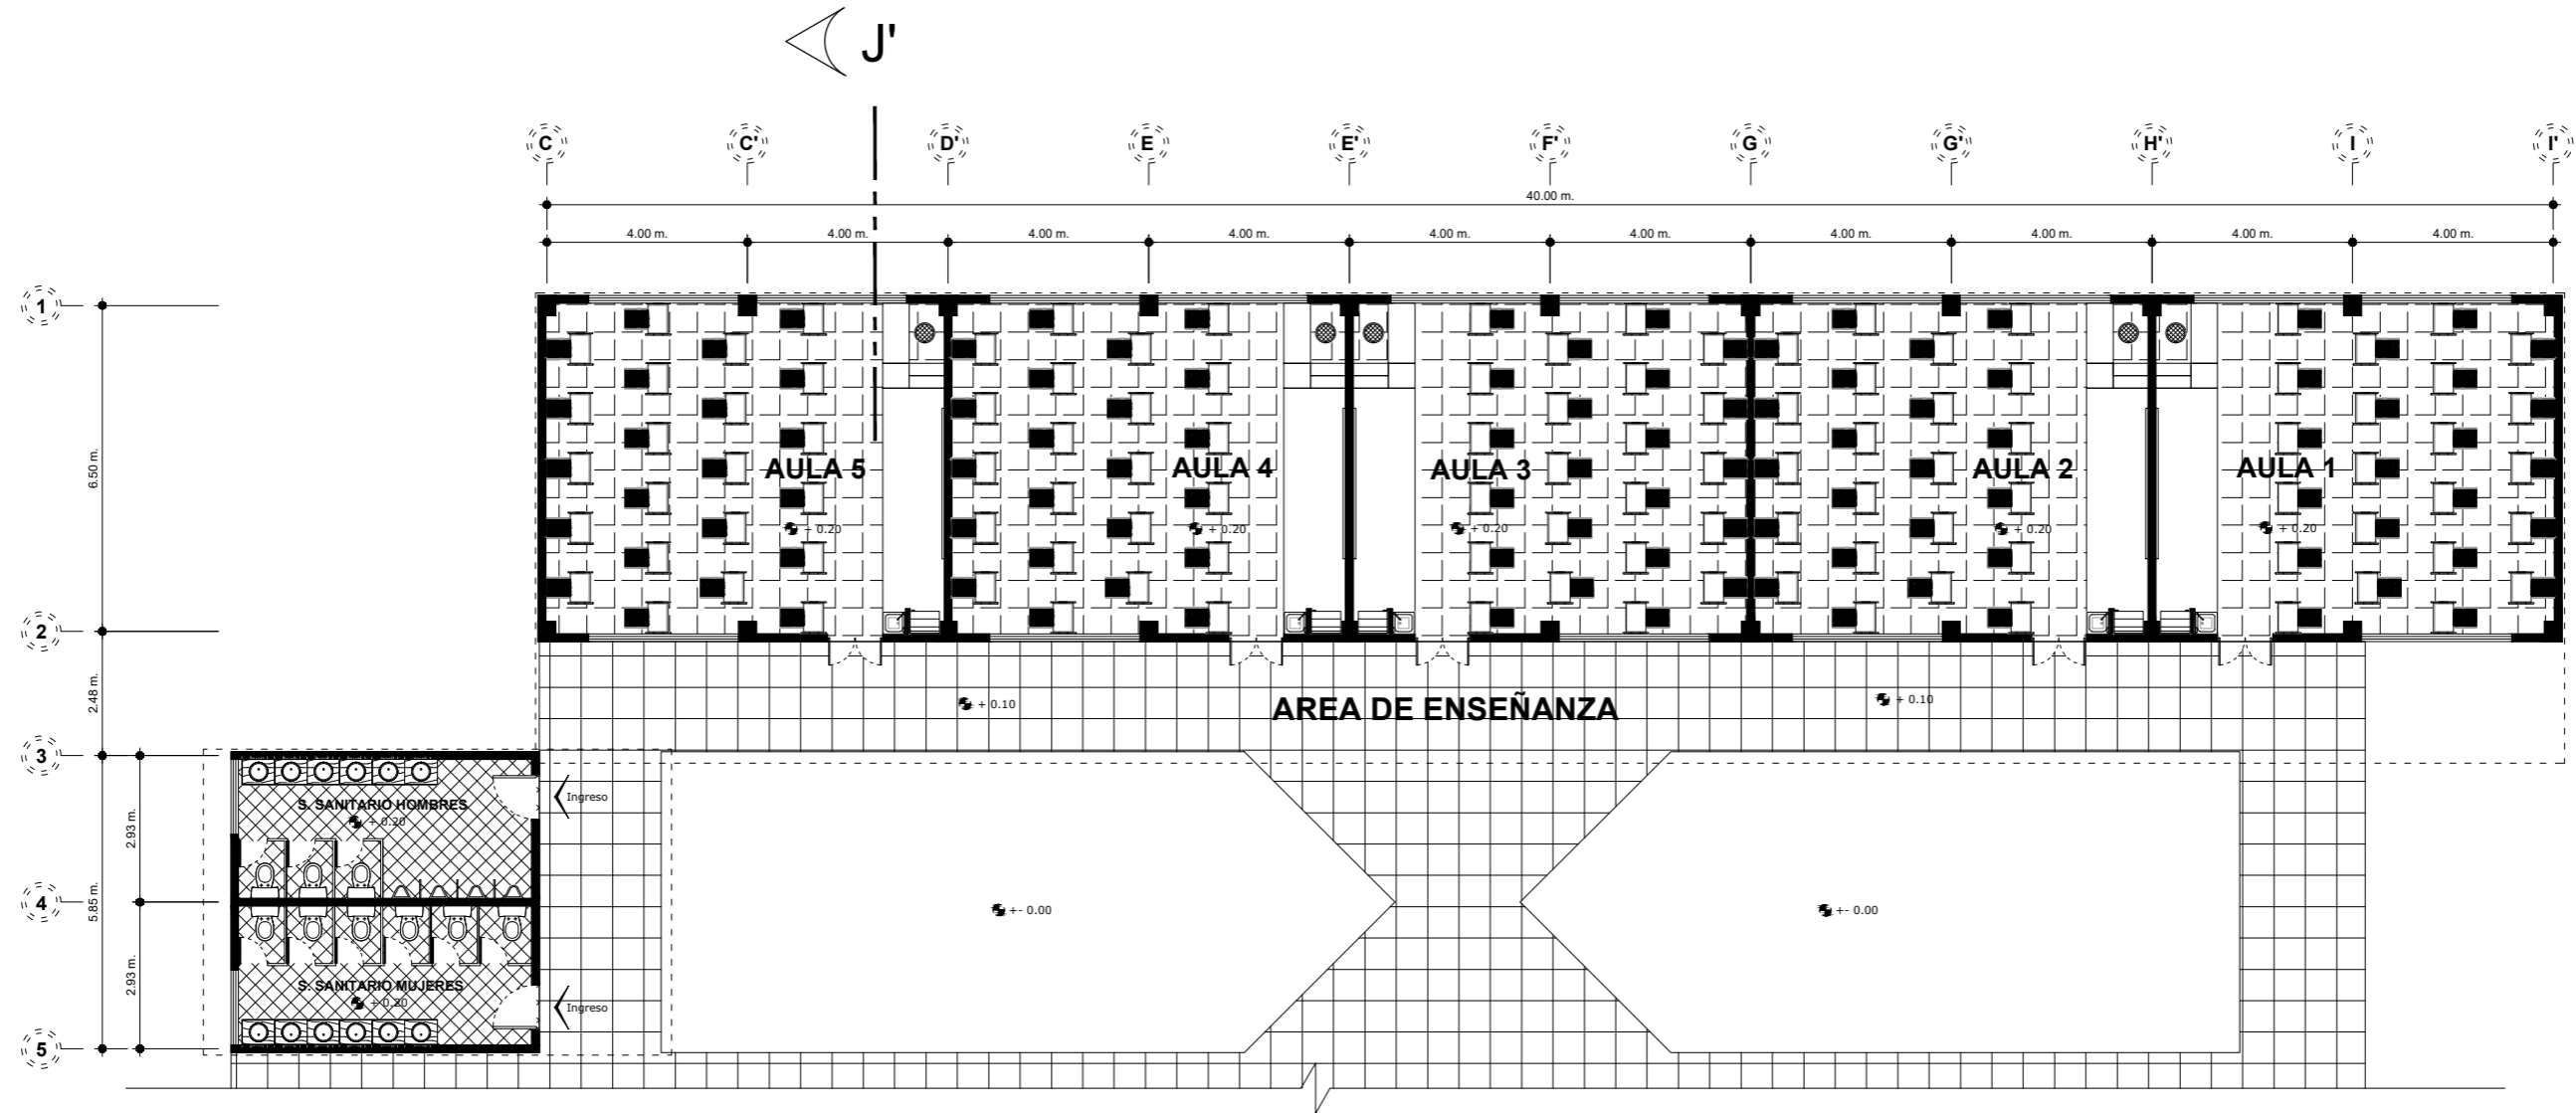 J'
C C' D' E E' F' G G' H' I I'
40.00 m.
4.00 m. 4.00 m. 4.00 m. 4.00 m. 4.00 m. 4.00 m. 4.00 m. 4.00 m. 4.00 m. 4.00 m.
1
6.50 m.
AULA 5 AULA 4 AULA 3 AULA 2 AULA 1
+ 0.20 + 0.20 + 0.20 + 0.20 + 0.20
2
2.48 m.
+ 0.10 AREA DE ENSEÑANZA + 0.10
3
Ingreso
S. SANITARIO HOMBRES
+ 0.20
2.93 m.
4
5.85 m.
+- 0.00 +- 0.00
2.93 m.
S. SANITARIO MUJERES
+ 0.20
Ingreso
5